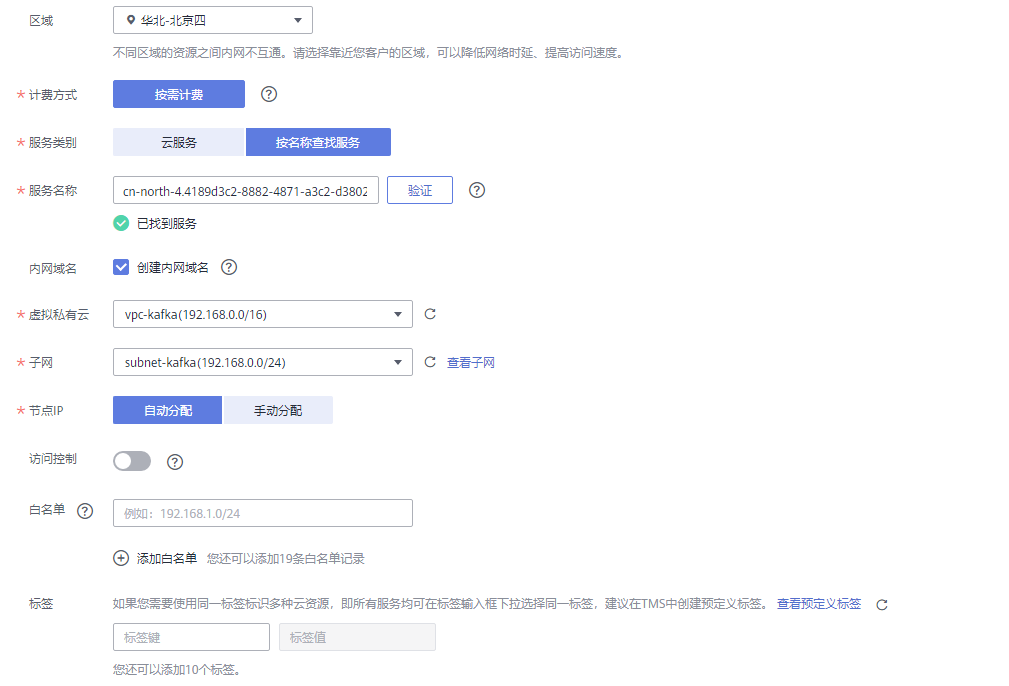 区域 华北-北京四
不同区域的资源之间内网不互通。请选择靠近您客户的区域，可以降低网络时延、提高访问速度。
* 计费方式 按需计费 ?
* 服务类别 云服务 按名称查找服务
* 服务名称 cn-north-4.4189d3c2-8882-4871-a3c2-d3802 验证 ?
已找到服务
内网域名 创建内网域名 ?
* 虚拟私有云 vpc-kafka(192.168.0.0/16)
* 子网 subnet-kafka(192.168.0.0/24) 查看子网
* 节点IP 自动分配 手动分配
访问控制 ?
白名单 ? 例如：192.168.1.0/24
添加白名单 您还可以添加19条白名单记录
标签 如果您需要使用同一标签标识多种云资源，即所有服务均可在标签输入框下拉选择同一标签，建议在TMS中创建预定义标签。 查看预定义标签
标签键 标签值
您还可以添加10个标签。